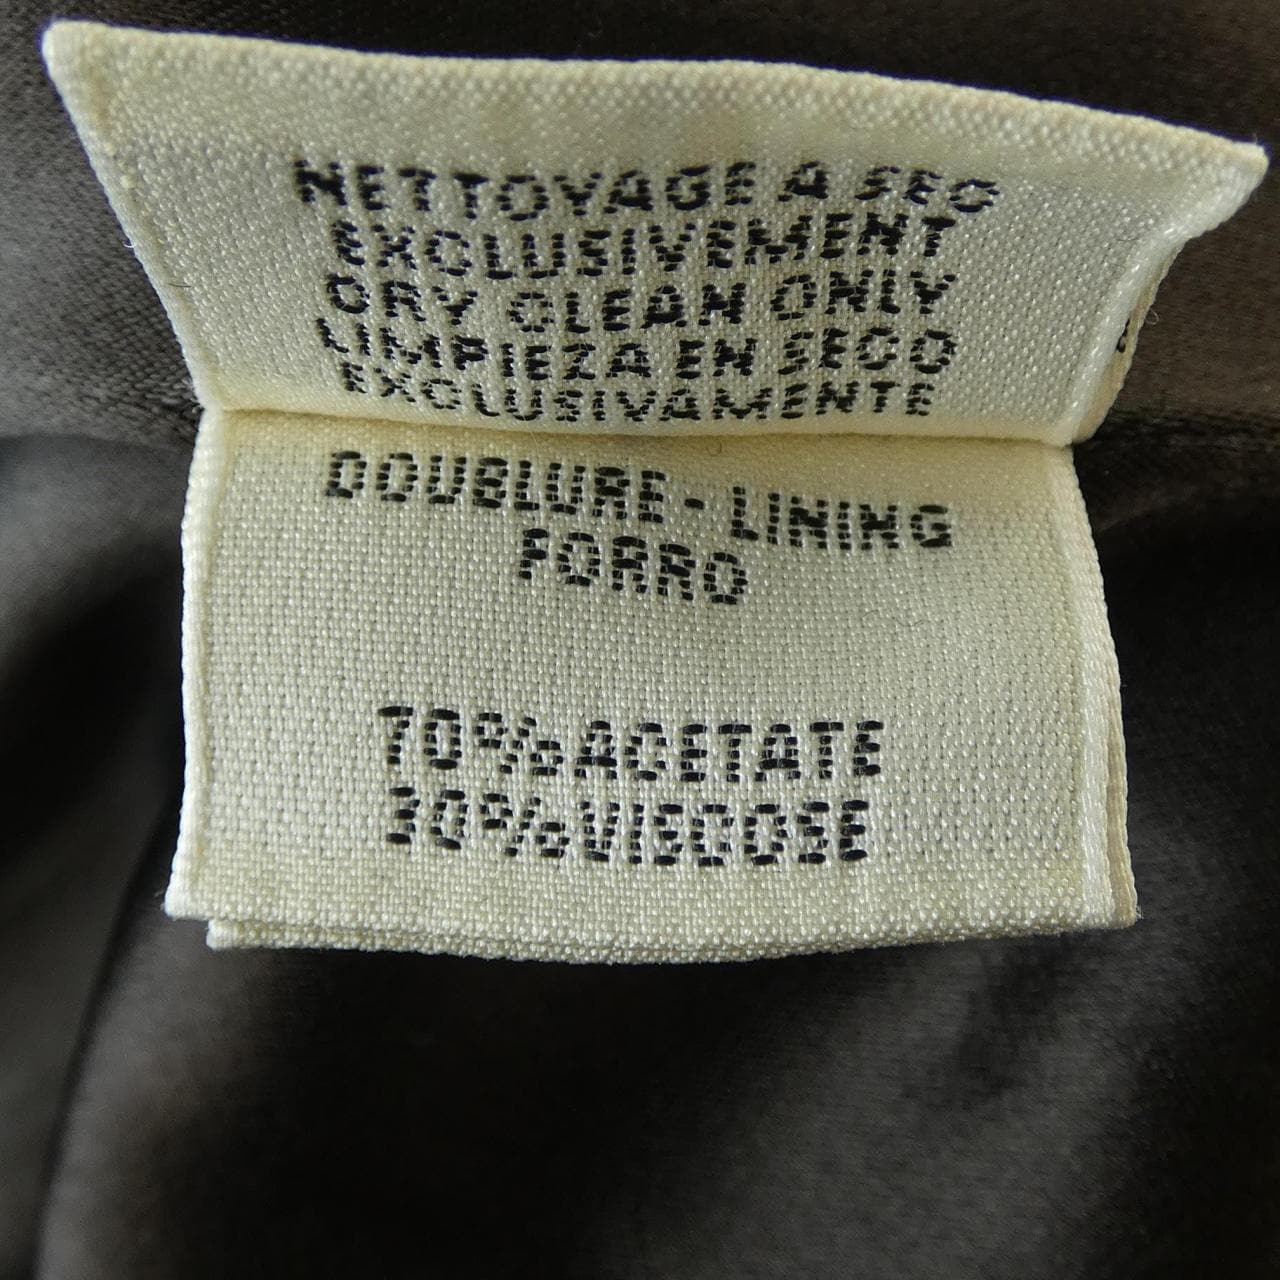 NETTOYAGE A SEC
EXCLUSIVEMENT
DRY CLEAN ONLY
LIMPIEZA EN SECO
EXCLUSIVAMENTE
DOUBLURE - LINING
FORRO
70% ACETATE
30% VISCOSE